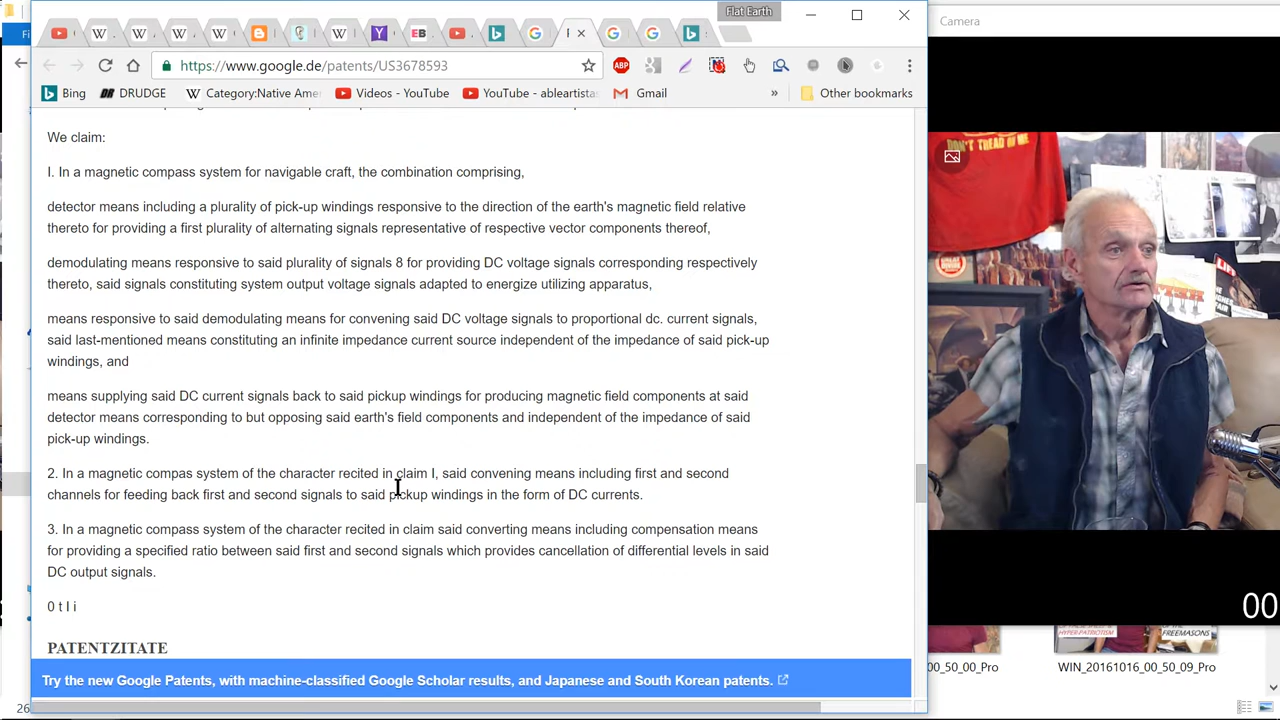 Flat Earth
Camera
Fi
https://www.google.de/patents/US3678593
Bing
DRUDGE
Category:Native Amer
Videos - YouTube
YouTube - ableartistas
Gmail
»
Other bookmarks
We claim:
I. In a magnetic compass system for navigable craft, the combination comprising,
detector means including a plurality of pick-up windings responsive to the direction of the earth's magnetic field relative
thereto for providing a first plurality of alternating signals representative of respective vector components thereof,
demodulating means responsive to said plurality of signals 8 for providing DC voltage signals corresponding respectively
thereto, said signals constituting system output voltage signals adapted to energize utilizing apparatus,
means responsive to said demodulating means for convening said DC voltage signals to proportional dc. current signals,
said last-mentioned means constituting an infinite impedance current source independent of the impedance of said pick-up
windings, and
means supplying said DC current signals back to said pickup windings for producing magnetic field components at said
detector means corresponding to but opposing said earth's field components and independent of the impedance of said
pick-up windings.
2. In a magnetic compas system of the character recited in claim I, said convening means including first and second
channels for feeding back first and second signals to said pickup windings in the form of DC currents.
3. In a magnetic compass system of the character recited in claim said converting means including compensation means
for providing a specified ratio between said first and second signals which provides cancellation of differential levels in said
DC output signals.
0 t l i
PATENTZITATE
Try the new Google Patents, with machine-classified Google Scholar results, and Japanese and South Korean patents.
DON'T TREAD OF ME
00
HYPER-PATRIOTISM
FREEMASONS
00_50_00_Pro
WIN_20161016_00_50_09_Pro
26